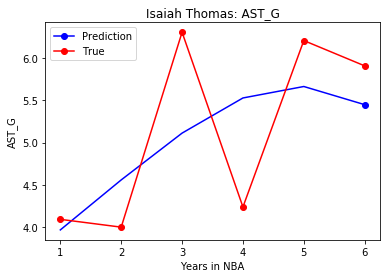 Isaiah Thomas: AST_G
Prediction
True
AST_G
6.0
5.5
5.0
4.5
4.0
1 2 3 4 5 6
Years in NBA